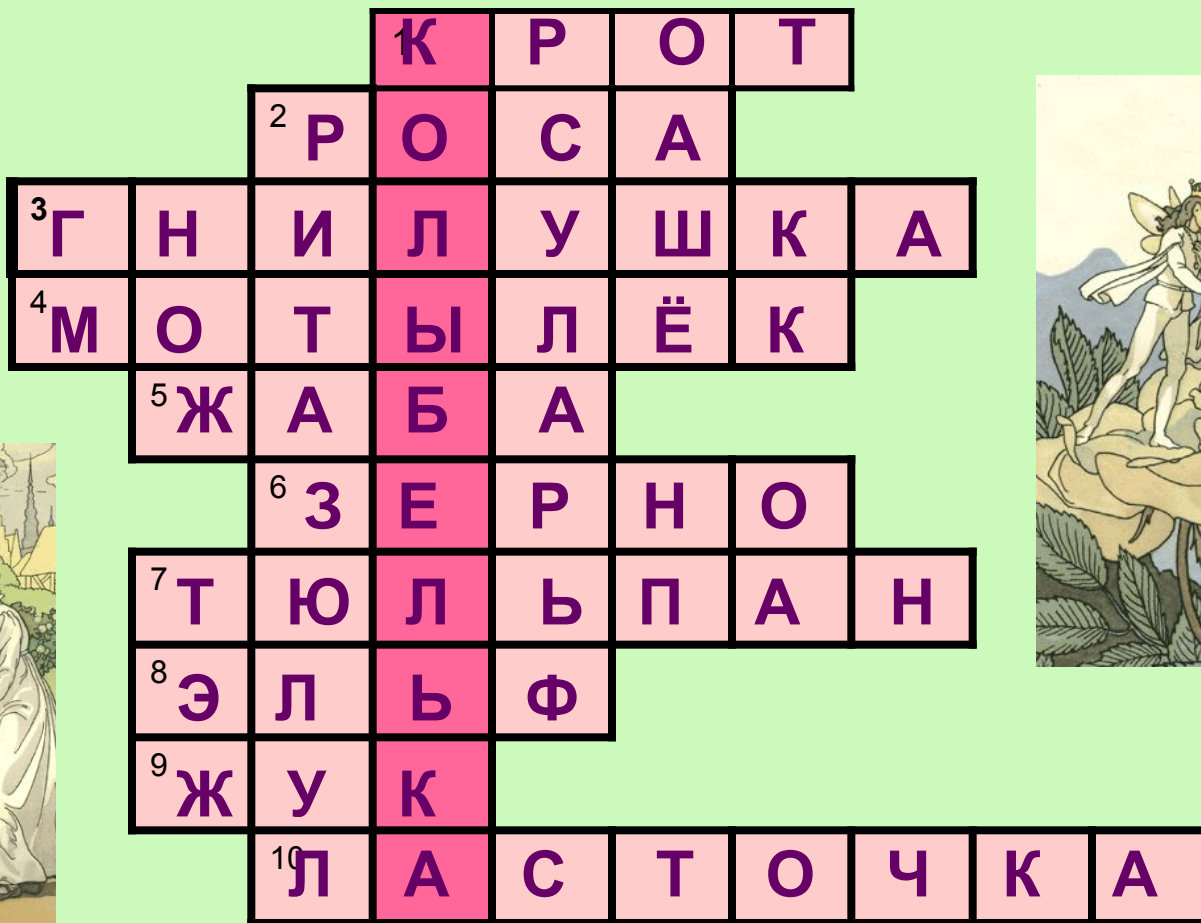 1 КРОТ
2 РОСА
3 ГНИЛУШКА
4 МОТЫЛЁК
5 ЖАБА
6 ЗЕРНО
7 ТЮЛЬПАН
8 ЭЛЬФ
9 ЖУК
10 ЛАСТОЧКА